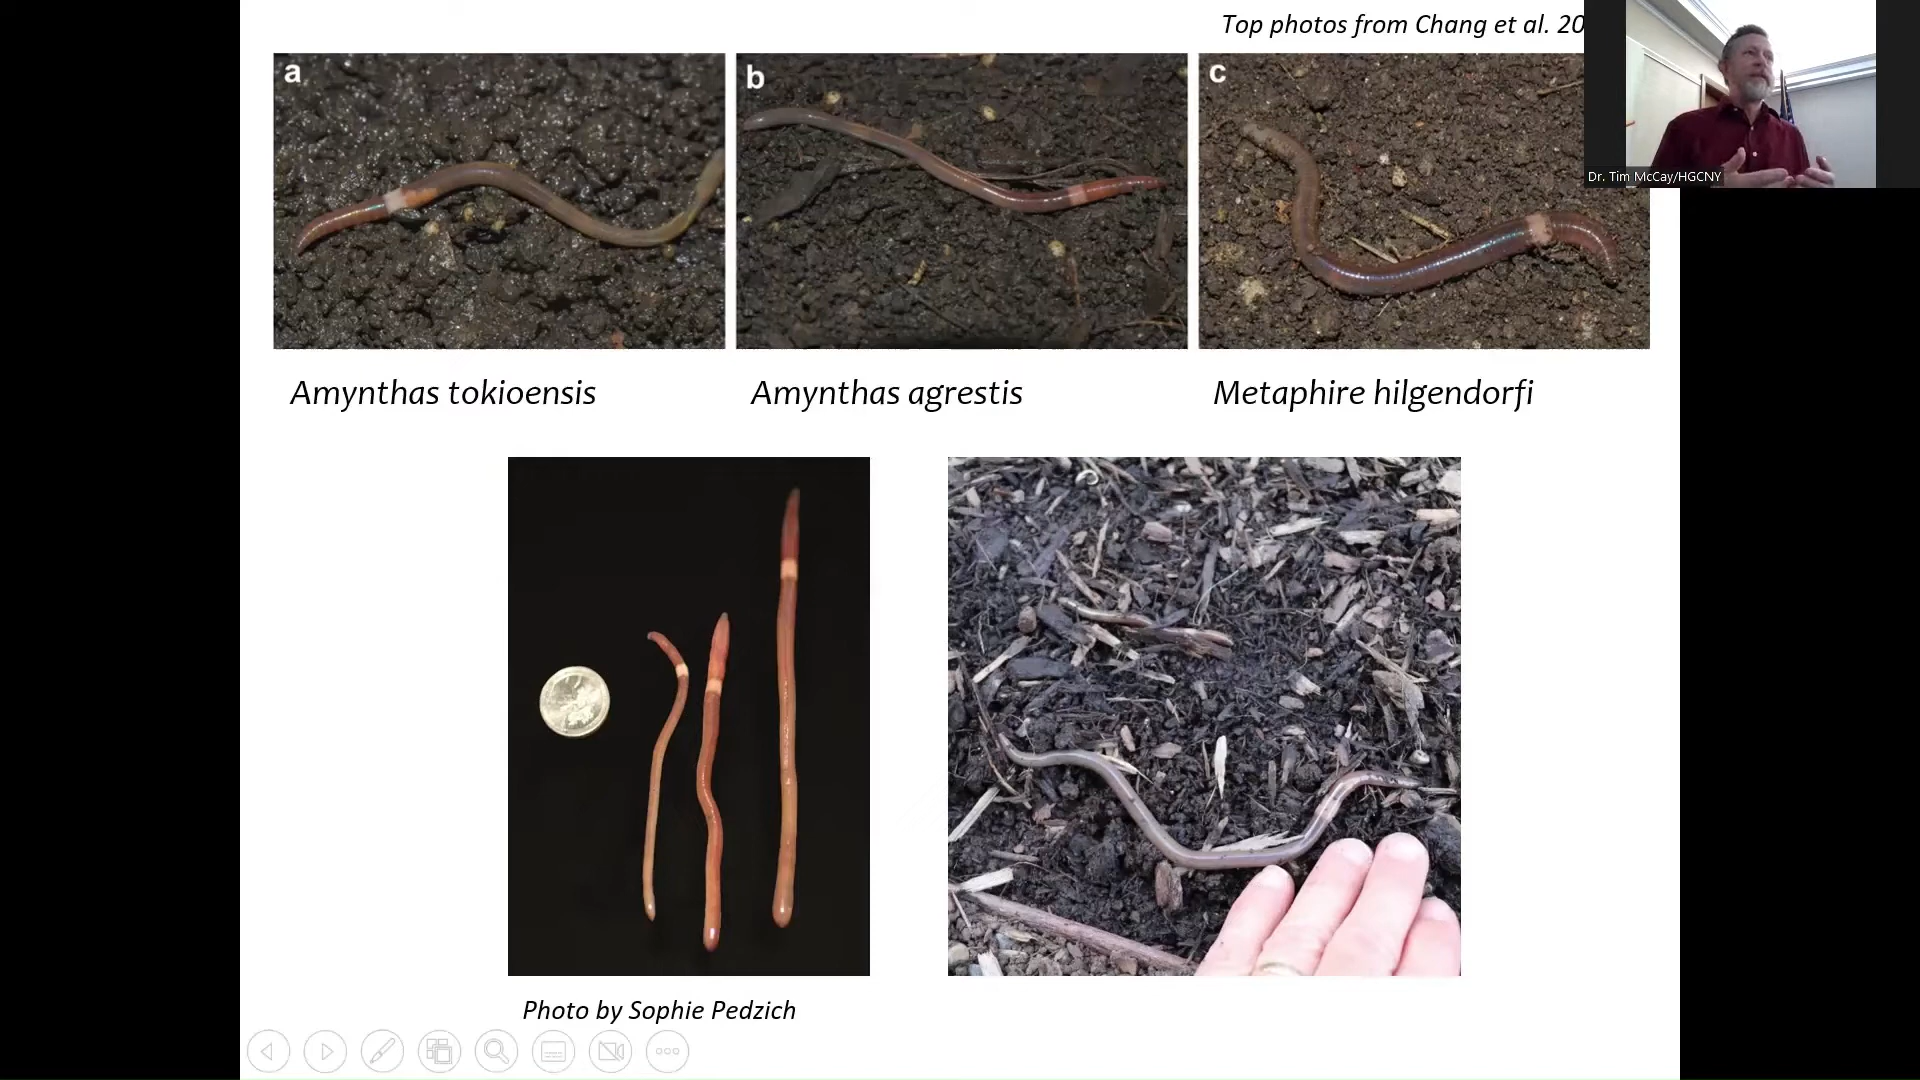 Top photos from Chang et al. 20
a
b
c
Dr. Tim McCay/HGCNY
Amynthas tokioensis
Amynthas agrestis
Metaphire hilgendorfi
Photo by Sophie Pedzich